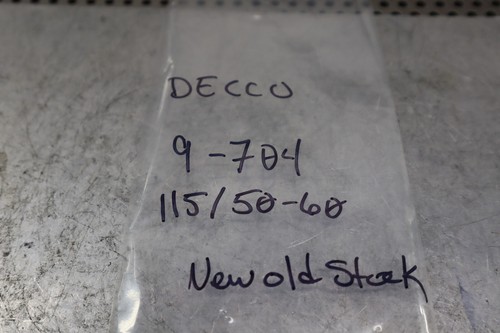 DECCO
9-704
115/50-60
New old Stock